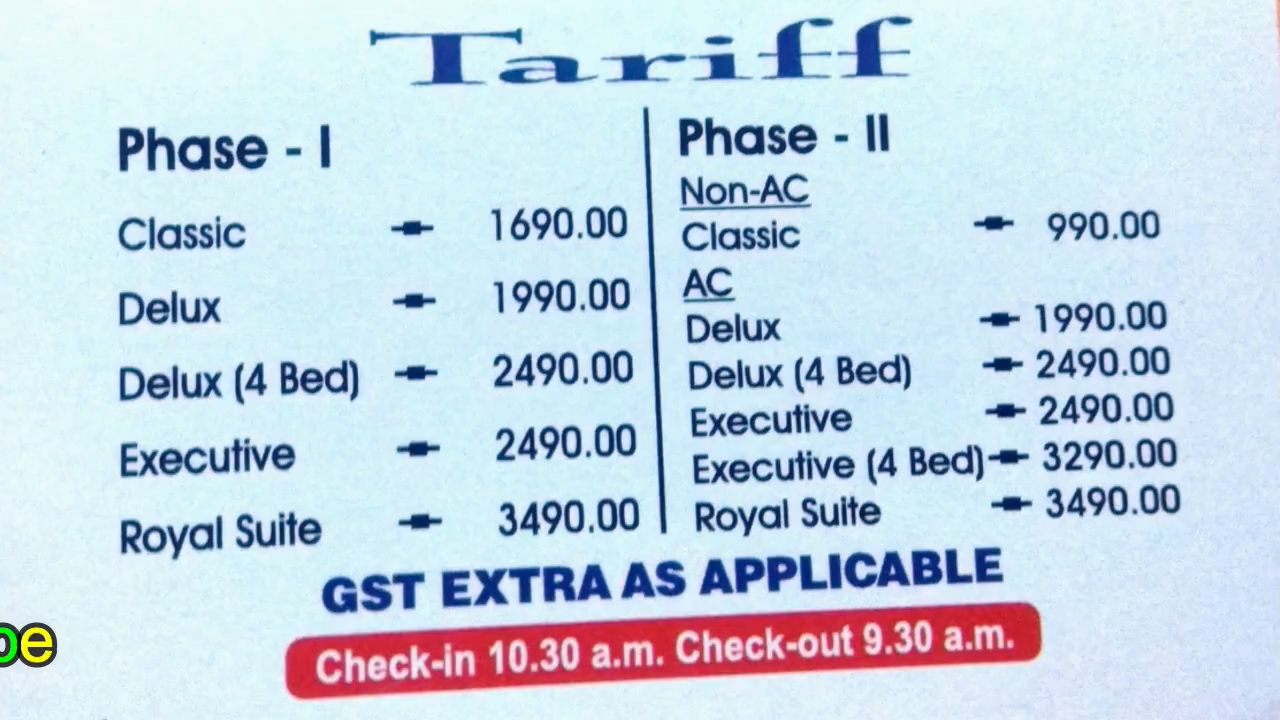 Tariff
Phase - I
Classic 1690.00
Delux 1990.00
Delux (4 Bed) 2490.00
Executive 2490.00
Royal Suite 3490.00
Phase - II
Non-AC
Classic 990.00
AC
Delux 1990.00
Delux (4 Bed) 2490.00
Executive 2490.00
Executive (4 Bed) 3290.00
Royal Suite 3490.00
GST EXTRA AS APPLICABLE
Check-in 10.30 a.m. Check-out 9.30 a.m.